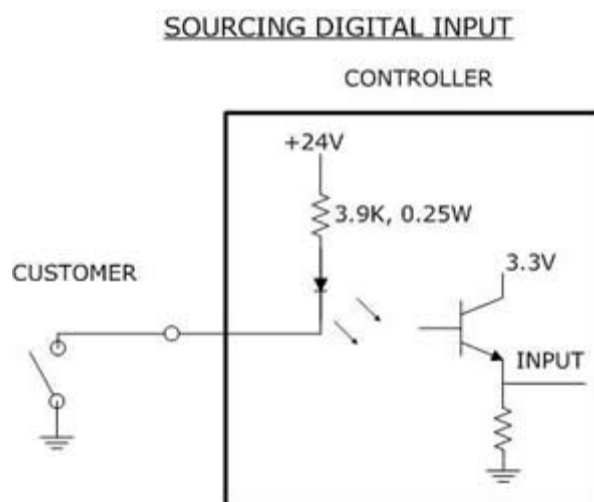 SOURCING DIGITAL INPUT
CONTROLLER
+24V
3.9K, 0.25W
CUSTOMER
3.3V
INPUT